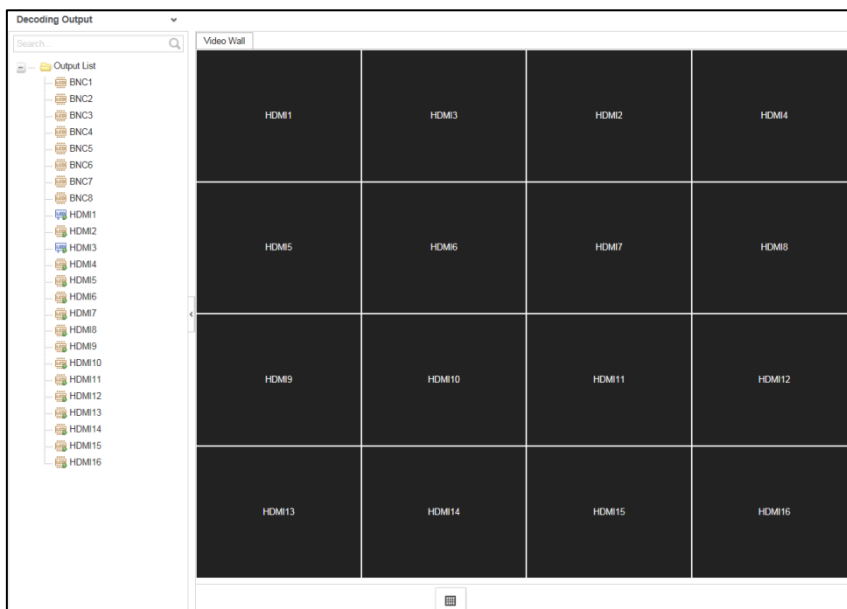 Decoding Output
Search...
Output List
BNC1
BNC2
BNC3
BNC4
BNC5
BNC6
BNC7
BNC8
HDMI1
HDMI2
HDMI3
HDMI4
HDMI5
HDMI6
HDMI7
HDMI8
HDMI9
HDMI10
HDMI11
HDMI12
HDMI13
HDMI14
HDMI15
HDMI16
Video Wall
HDMI1 HDMI3 HDMI2 HDMI4
HDMI5 HDMI6 HDMI7 HDMI8
HDMI9 HDMI10 HDMI11 HDMI12
HDMI13 HDMI14 HDMI15 HDMI16